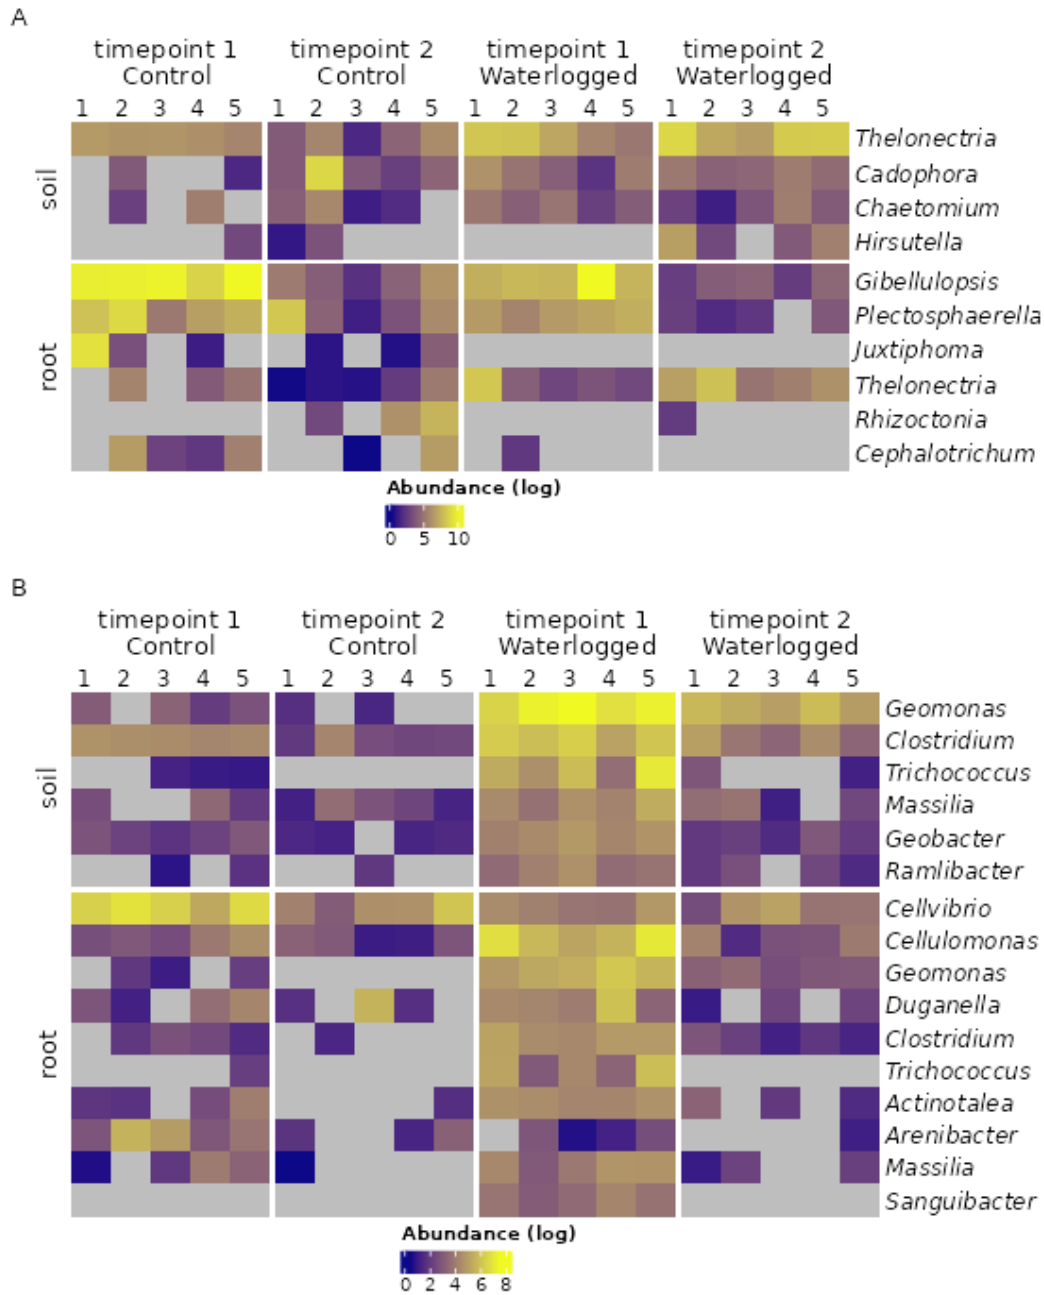 A
timepoint 1 timepoint 2 timepoint 1 timepoint 2
Control Control Waterlogged Waterlogged
1 2 3 4 5 1 2 3 4 5 1 2 3 4 5 1 2 3 4 5
soil
Thelonectria
Cadophora
Chaetomium
Hirsutella
root
Gibellulopsis
Plectosphaerella
Juxtiphoma
Thelonectria
Rhizoctonia
Cephalotrichum
Abundance (log)
0 5 10
B
timepoint 1 timepoint 2 timepoint 1 timepoint 2
Control Control Waterlogged Waterlogged
1 2 3 4 5 1 2 3 4 5 1 2 3 4 5 1 2 3 4 5
soil
Geomonas
Clostridium
Trichococcus
Massilia
Geobacter
Ramlibacter
root
Cellvibrio
Cellulomonas
Geomonas
Duganella
Clostridium
Trichococcus
Actinotalea
Arenibacter
Massilia
Sanguibacter
Abundance (log)
0 2 4 6 8